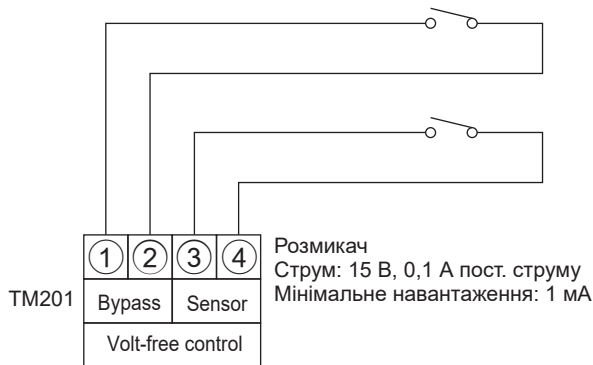 ① ② ③ ④
Розмикач
Струм: 15 В, 0,1 А пост. струму
Мінімальне навантаження: 1 мА
TM201
Bypass Sensor
Volt-free control